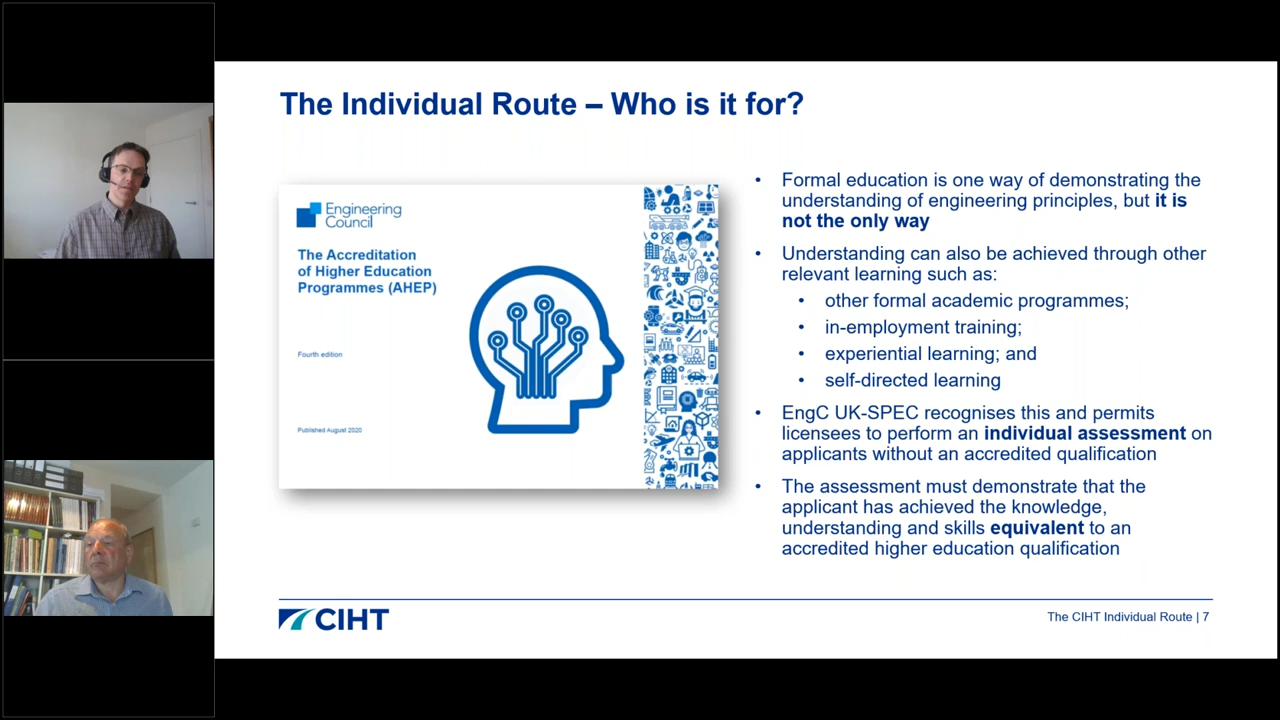 The Individual Route – Who is it for?
Engineering
Council
The Accreditation
of Higher Education
Programmes (AHEP)
Fourth edition
Published August 2020
• Formal education is one way of demonstrating the
understanding of engineering principles, but it is
not the only way
• Understanding can also be achieved through other
relevant learning such as:
• other formal academic programmes;
• in-employment training;
• experiential learning; and
• self-directed learning
• EngC UK-SPEC recognises this and permits
licensees to perform an individual assessment on
applicants without an accredited qualification
• The assessment must demonstrate that the
applicant has achieved the knowledge,
understanding and skills equivalent to an
accredited higher education qualification
CIHT
The CIHT Individual Route | 7